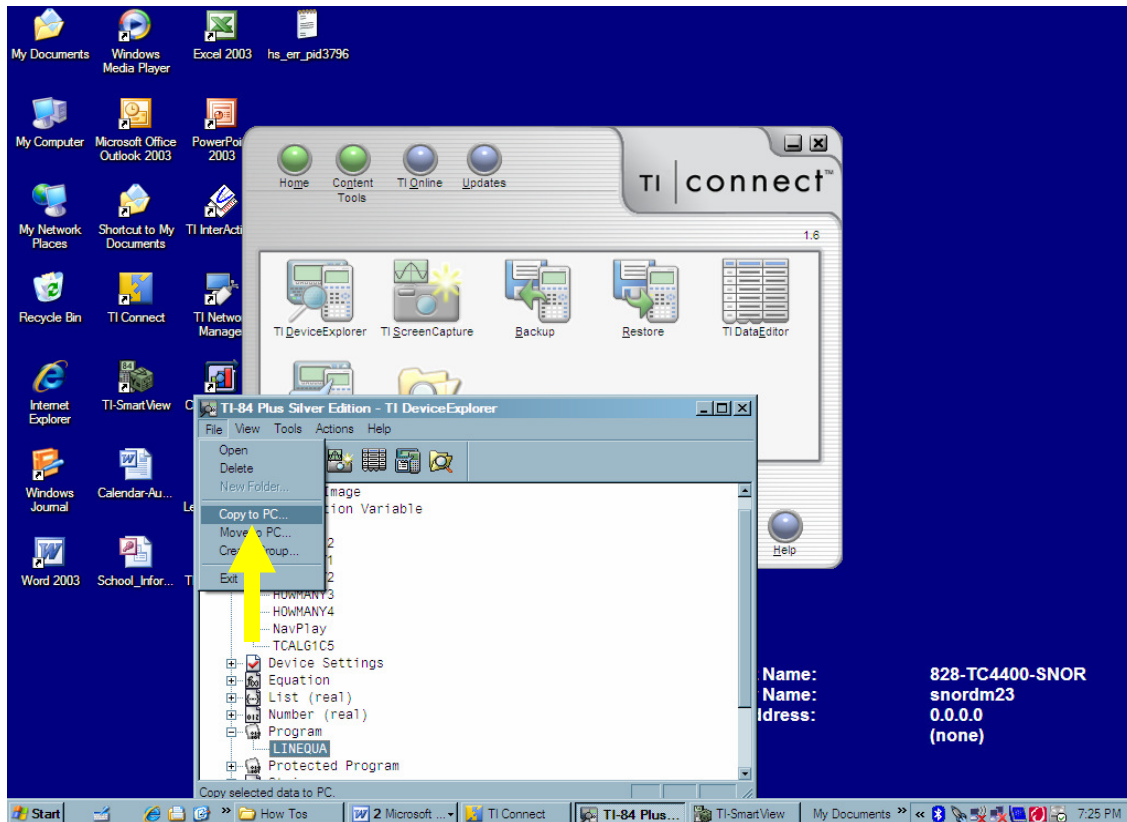 My Documents
Windows
Media Player
Excel 2003
hs_err_pid3796
My Computer
Microsoft Office
Outlook 2003
PowerPoi
2003
My Network
Places
Shortcut to My
Documents
TI InterActi
Recycle Bin
TI Connect
TI Netwo
Manage
Internet
Explorer
TI-SmartView
C
Windows
Journal
Calendar-Au...
Le
Word 2003
School_Infor...
T
Home
Content
Tools
TI Online
Updates
TI connect™
1.6
TI DeviceExplorer
TI ScreenCapture
Backup
Restore
TI DataEditor
Help
TI-84 Plus Silver Edition - TI DeviceExplorer
File View Tools Actions Help
Open
Delete
New Folder...
Copy to PC...
Exit
Image
tion Variable
2
1
2
HOWMANY3
HOWMANY4
NavPlay
TCALG1C5
Device Settings
Equation
List (real)
Number (real)
Program
LINEQUA
Protected Program
Copy selected data to PC.
Name: 828-TC4400-SNOR
Name: snordm23
ddress: 0.0.0.0
(none)
Start
How Tos
2 Microsoft ...
TI Connect
TI-84 Plus...
TI-SmartView
My Documents
7:25 PM